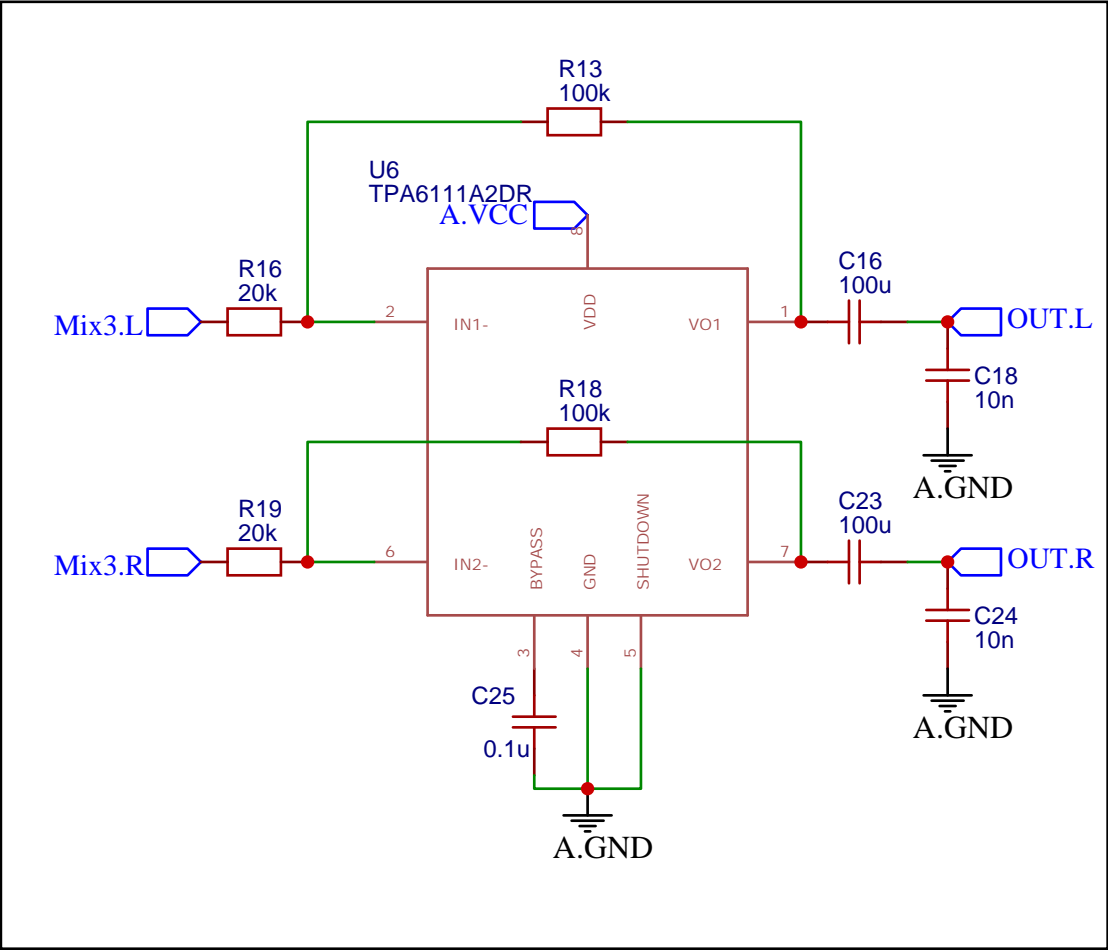 R13
100k
U6
TPA6111A2DR
A.VCC
8
R16
20k
C16
100u
Mix3.L
2
IN1-
VDD
VO1
1
OUT.L
C18
10n
R18
100k
A.GND
R19
20k
C23
100u
Mix3.R
6
IN2-
BYPASS
GND
SHUTDOWN
VO2
7
OUT.R
C24
10n
3
4
5
C25
0.1u
A.GND
A.GND